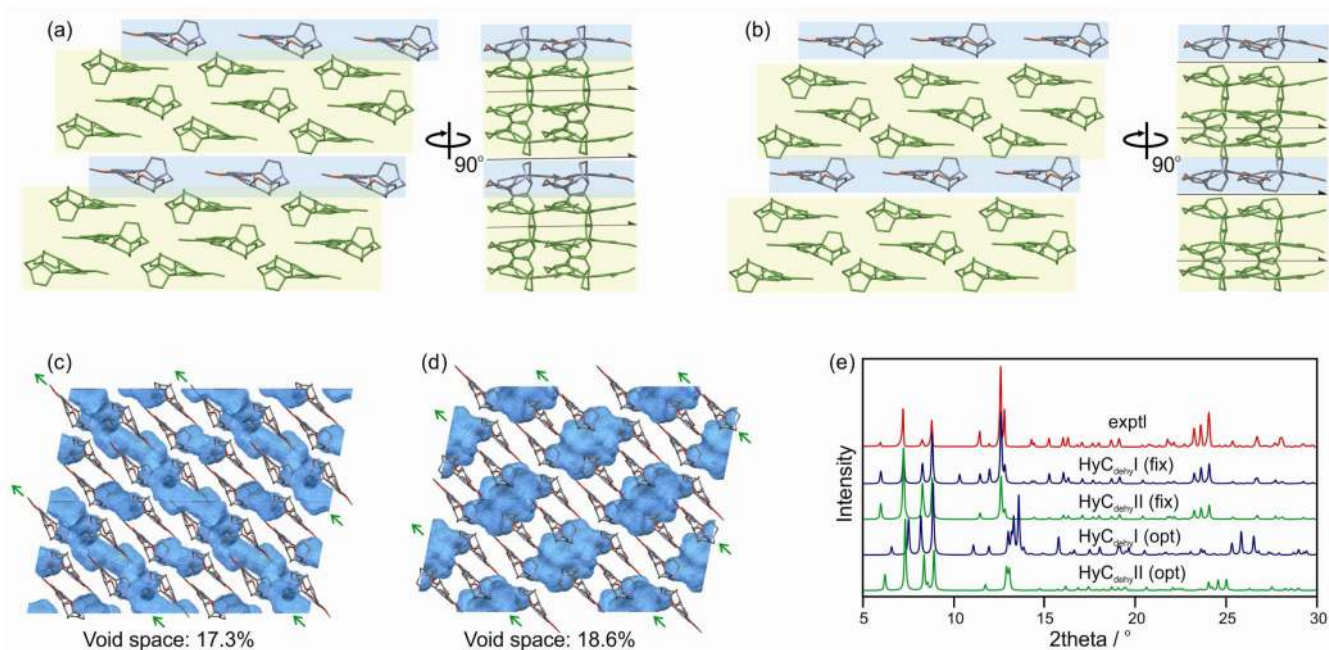 (a)
90°
(b)
90°
(c)
Void space: 17.3%
(d)
Void space: 18.6%
(e)
Intensity
exptl
HyCdehyI (fix)
HyCdehyII (fix)
HyCdehyI (opt)
HyCdehyII (opt)
5 10 15 20 25 30
2theta / °